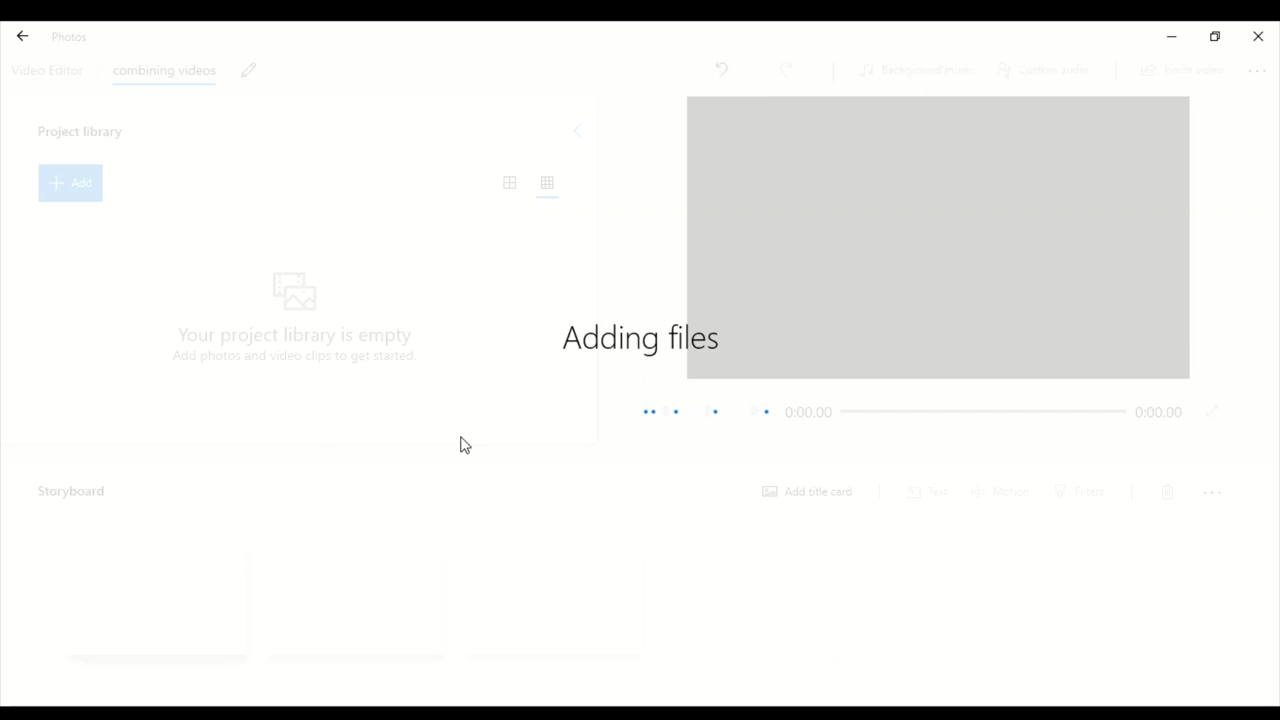 Photos
Video Editor
combining videos
Background music
Custom audio
Finish video
Project library
Add
Your project library is empty
Add photos and video clips to get started.
Adding files
0:00.00
0:00.00
Storyboard
Add title card
Text
Motion
Filters